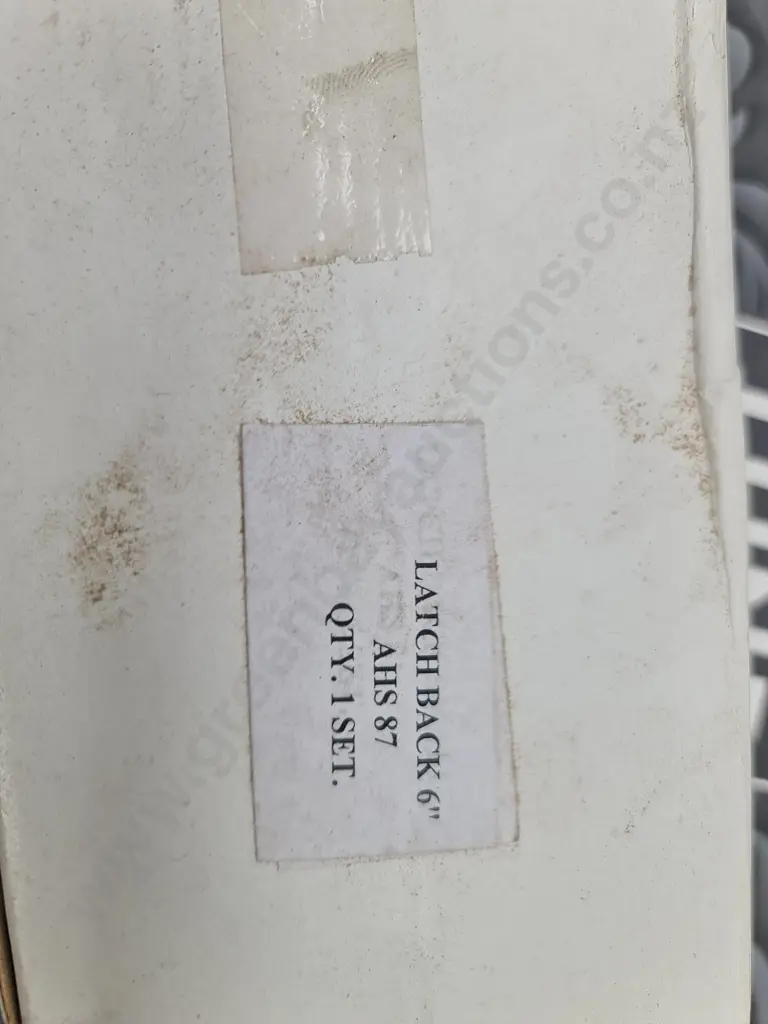 LATCH BACK 6"
AHS 87
QTY. 1 SET.